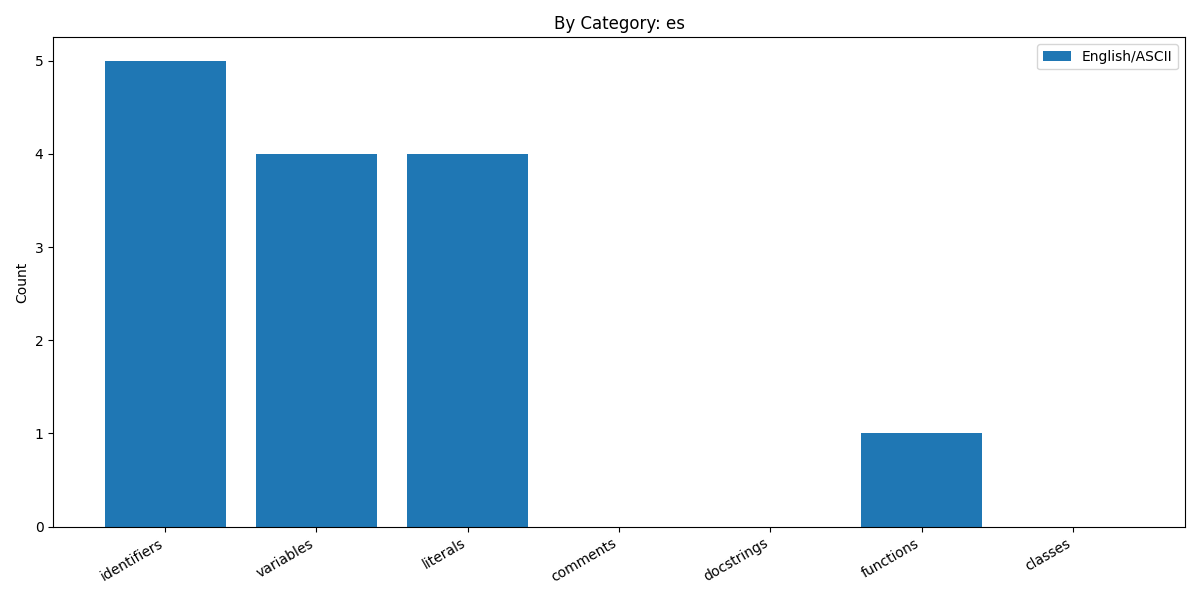 By Category: es
English/ASCII
Count
5
4
3
2
1
0
identifiers
variables
literals
comments
docstrings
functions
classes